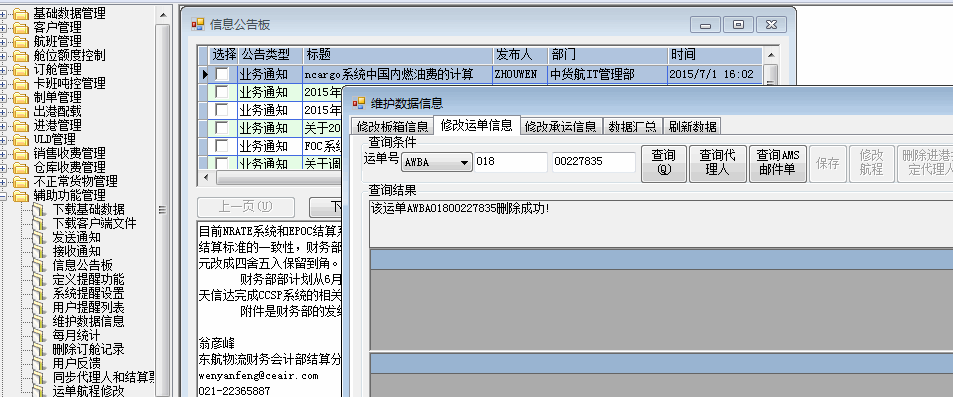 基础数据管理
客户管理
航班管理
舱位额度控制
订舱管理
卡班吨控管理
制单管理
出港配载
进港管理
ULD管理
销售收费管理
仓库收费管理
不正常货物管理
辅助功能管理
下载基础数据
下载客户端文件
发送通知
接收通知
信息公告板
定义提醒功能
系统提醒设置
用户提醒列表
维护数据信息
每月统计
删除订舱记录
用户反馈
同步代理人和结算票
运单航程修改
信息公告板
选择 公告类型 标题 发布人 部门 时间
业务通知 ncargo系统中国内燃油费的计算 ZHOUWEN 中货航IT管理部 2015/7/1 16:02
业务通知 2015年
业务通知 2015年
业务通知 关于20
业务通知 FOC系统
业务通知 关于调
上一页(U) 下
目前NRATE系统和EPOC结算系
结算标准的一致性，财务部
元改成四舍五入保留到角。
财务部部计划从6月
天信达完成CCSP系统的相关
附件是财务部的发经
翁彦峰
东航物流财务会计部结算分
wenyanfeng@ceair.com
021-22365887
维护数据信息
修改板箱信息 修改运单信息 修改承运信息 数据汇总 刷新数据
查询条件
运单号 AWBA 018 00227835 查询(Q) 查询代理人 查询AMS邮件单 保存 修改航程 删除进港指定代理人
查询结果
该运单AWBA01800227835删除成功!